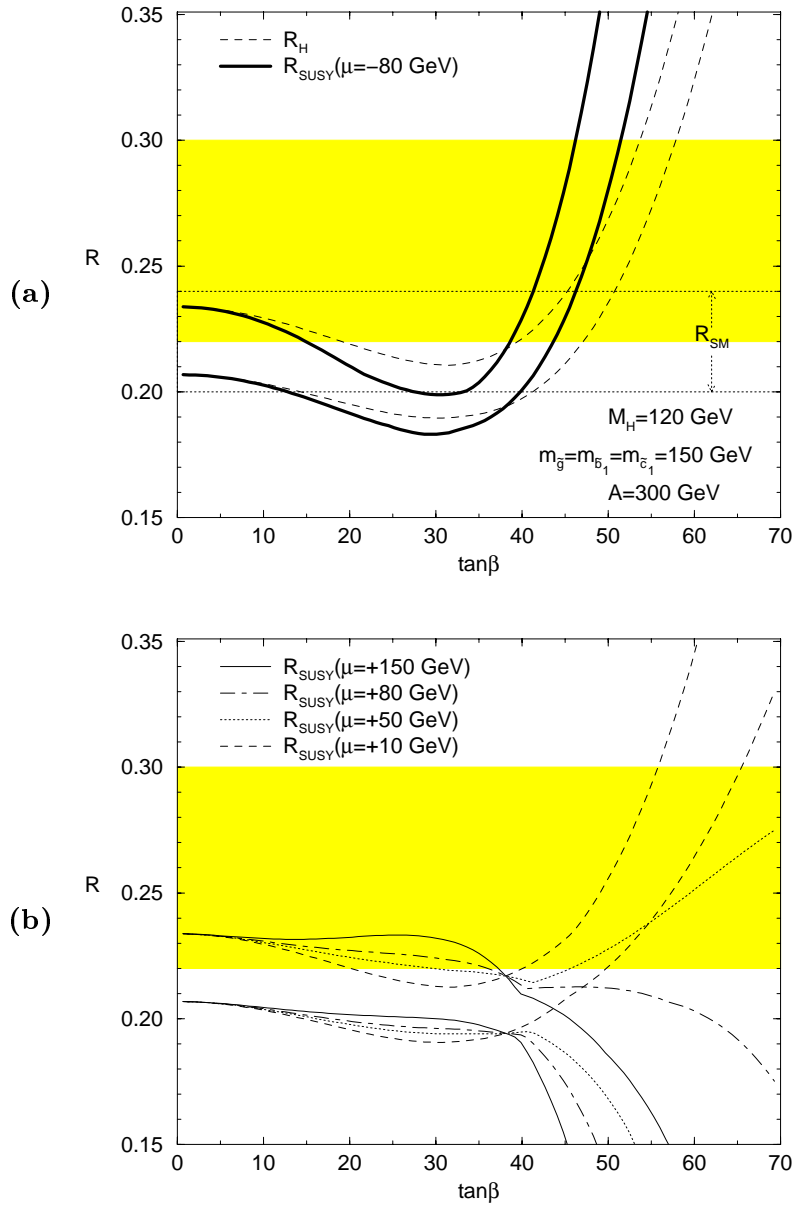 0.35
R_H
R_SUSY(μ=−80 GeV)
0.30
0.25
(a)
R
R_SM
0.20
M_H=120 GeV
m_g̃=m_b̃₁=m_c̃₁=150 GeV
A=300 GeV
0.15
0 10 20 30 40 50 60 70
tanβ
0.35
R_SUSY(μ=+150 GeV)
R_SUSY(μ=+80 GeV)
R_SUSY(μ=+50 GeV)
R_SUSY(μ=+10 GeV)
0.30
0.25
R
(b)
0.20
0.15
0 10 20 30 40 50 60 70
tanβ